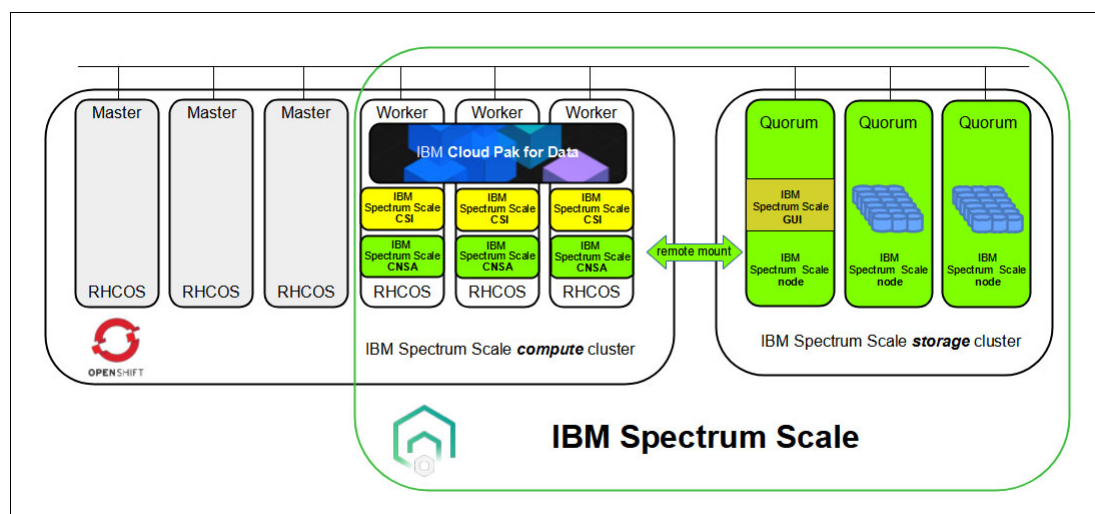 Master
Master
Master
Worker
Worker
Worker
IBM Cloud Pak for Data
IBM
Spectrum Scale
CSI
IBM
Spectrum Scale
CSI
IBM
Spectrum Scale
CSI
IBM
Spectrum Scale
CNSA
IBM
Spectrum Scale
CNSA
IBM
Spectrum Scale
CNSA
RHCOS
RHCOS
RHCOS
RHCOS
RHCOS
RHCOS
OPENSHIFT
IBM Spectrum Scale compute cluster
remote mount
Quorum
Quorum
Quorum
IBM
Spectrum Scale
GUI
IBM
Spectrum Scale
node
IBM
Spectrum Scale
node
IBM
Spectrum Scale
node
IBM Spectrum Scale storage cluster
IBM Spectrum Scale